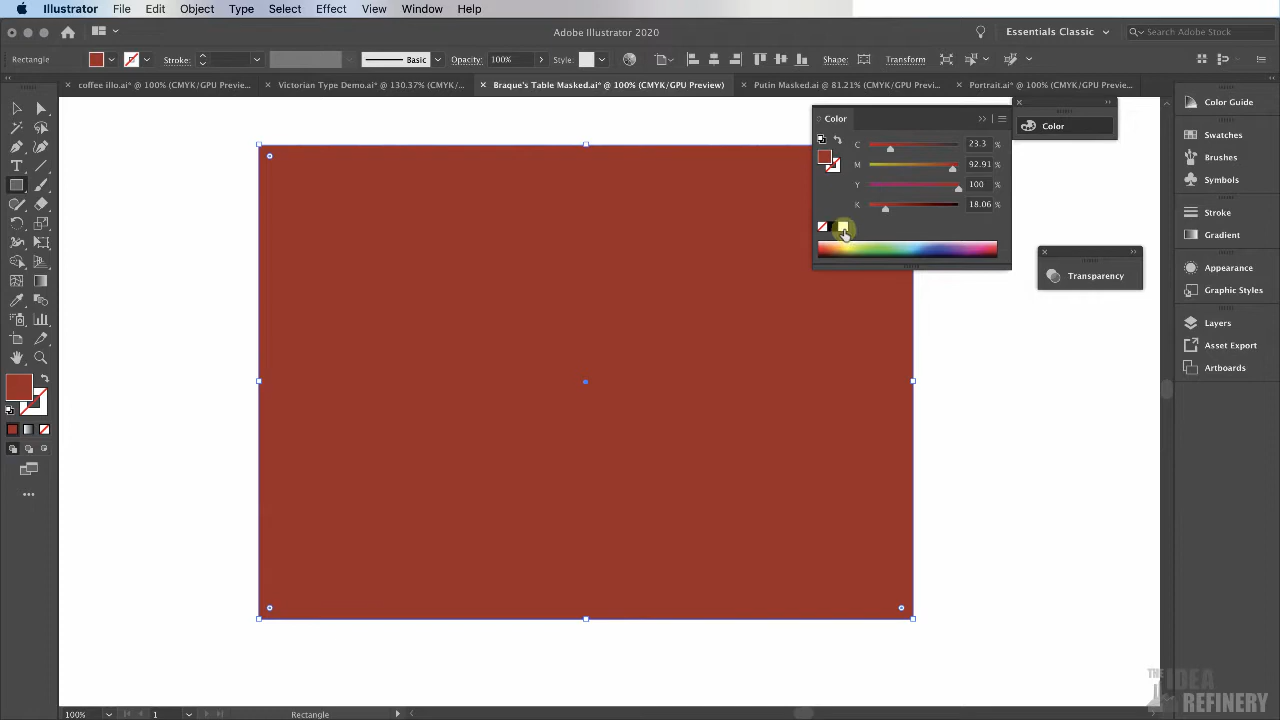 Illustrator File Edit Object Type Select Effect View Window Help
Adobe Illustrator 2020
Essentials Classic
Search Adobe Stock
Rectangle Stroke: Basic Opacity: 100% Style: Shape: Transform
× coffee illo.ai* @ 100% (CMYK/GPU Previe... × Victorian Type Demo.ai* @ 130.37% (CMYK/... × Braque's Table Masked.ai* @ 100% (CMYK/GPU Preview) × Putin Masked.ai @ 81.21% (CMYK/GPU Previ... × Portrait.ai* @ 100% (CMYK/GPU Preview...
Color
C 23.3 %
M 92.91 %
Y 100 %
K 18.06 %
Color
Transparency
Color Guide
Swatches
Brushes
Symbols
Stroke
Gradient
Appearance
Graphic Styles
Layers
Asset Export
Artboards
100% 1 Rectangle
THE IDEA
REFINERY